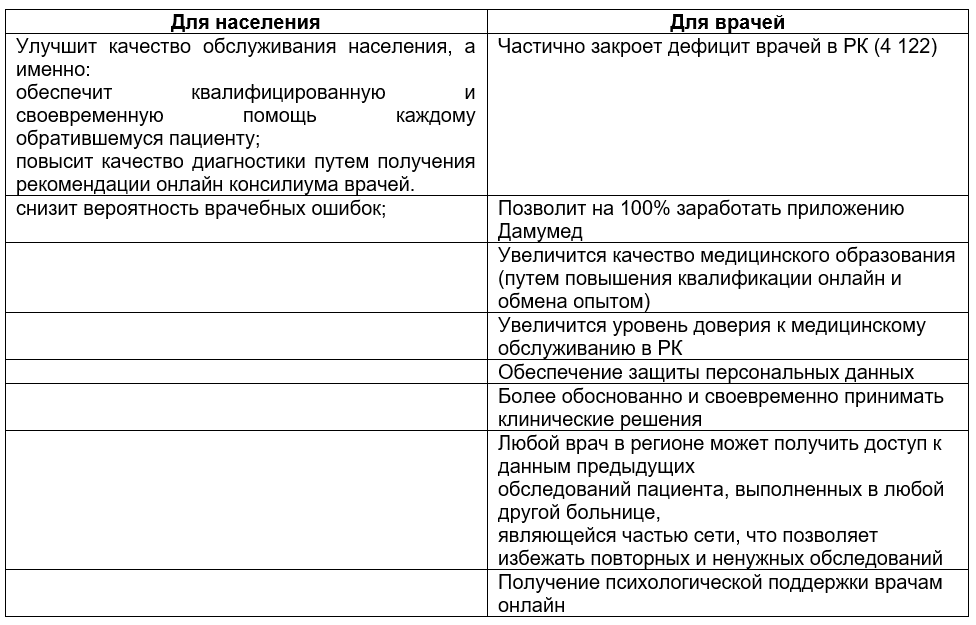 Для населения
Для врачей
Улучшит качество обслуживания населения, а
именно:
обеспечит квалифицированную и
своевременную помощь каждому
обратившемуся пациенту;
повысит качество диагностики путем получения
рекомендации онлайн консилиума врачей.
Частично закроет дефицит врачей в РК (4 122)
снизит вероятность врачебных ошибок;
Позволит на 100% заработать приложению
Дамумед
Увеличится качество медицинского образования
(путем повышения квалификации онлайн и
обмена опытом)
Увеличится уровень доверия к медицинскому
обслуживанию в РК
Обеспечение защиты персональных данных
Более обоснованно и своевременно принимать
клинические решения
Любой врач в регионе может получить доступ к
данным предыдущих
обследований пациента, выполненных в любой
другой больнице,
являющейся частью сети, что позволяет
избежать повторных и ненужных обследований
Получение психологической поддержки врачам
онлайн